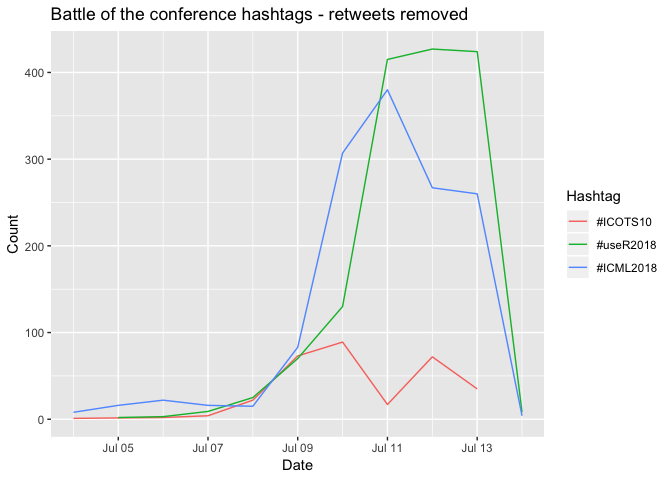 Battle of the conference hashtags - retweets removed
400
300
200
100
0
Count
Jul 05
Jul 07
Jul 09
Jul 11
Jul 13
Date
Hashtag
#ICOTS10
#useR2018
#ICML2018